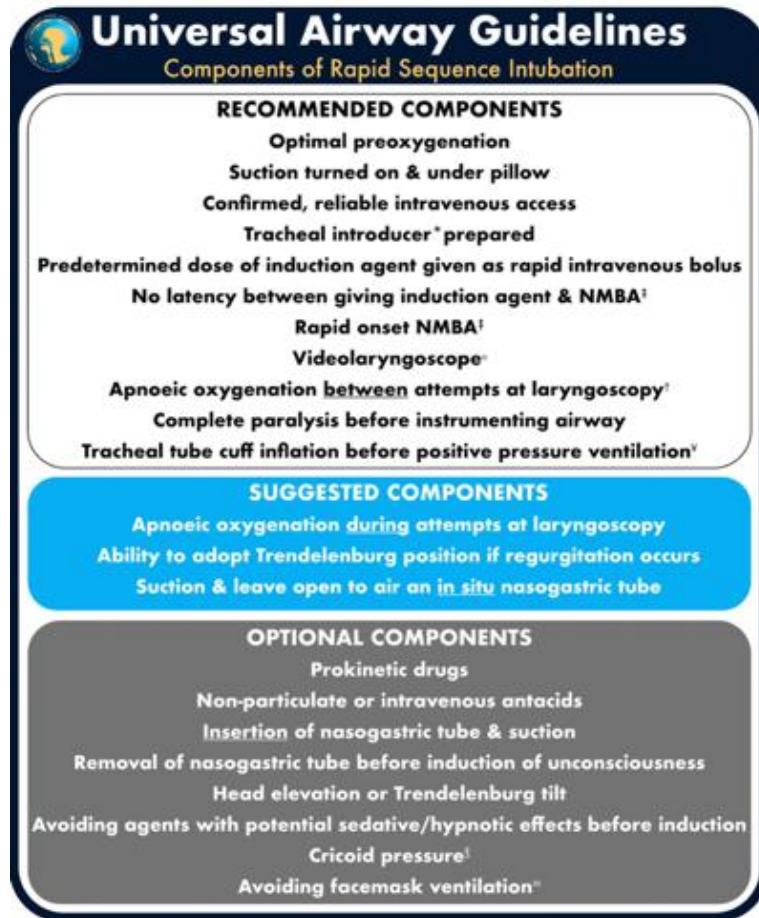 Universal Airway Guidelines
Components of Rapid Sequence Intubation
RECOMMENDED COMPONENTS
Optimal preoxygenation
Suction turned on & under pillow
Confirmed, reliable intravenous access
Tracheal introducer* prepared
Predetermined dose of induction agent given as rapid intravenous bolus
No latency between giving induction agent & NMBA‡
Rapid onset NMBA‡
Videolaryngoscope
Apnoeic oxygenation between attempts at laryngoscopy†
Complete paralysis before instrumenting airway
Tracheal tube cuff inflation before positive pressure ventilation
SUGGESTED COMPONENTS
Apnoeic oxygenation during attempts at laryngoscopy
Ability to adopt Trendelenburg position if regurgitation occurs
Suction & leave open to air an in situ nasogastric tube
OPTIONAL COMPONENTS
Prokinetic drugs
Non-particulate or intravenous antacids
Insertion of nasogastric tube & suction
Removal of nasogastric tube before induction of unconsciousness
Head elevation or Trendelenburg tilt
Avoiding agents with potential sedative/hypnotic effects before induction
Cricoid pressure
Avoiding facemask ventilation